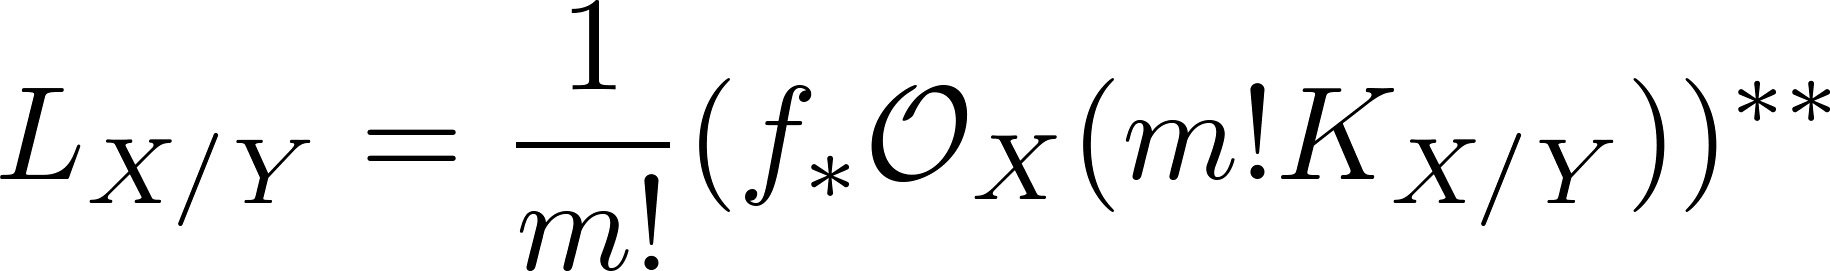 $L_{X/Y} = \frac{1}{m!}(f_*\mathcal{O}_X(m!K_{X/Y}))^{**}$